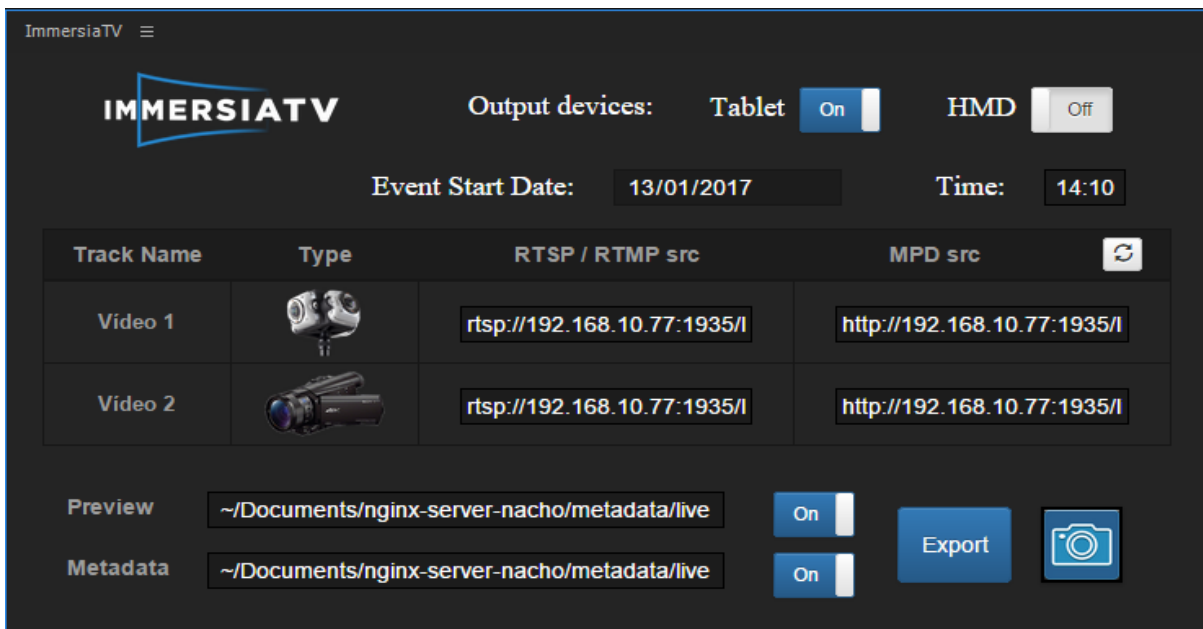 ImmersiaTV
IMMERSIATV Output devices: Tablet On HMD Off
Event Start Date: 13/01/2017 Time: 14:10
Track Name Type RTSP / RTMP src MPD src
Vídeo 1 rtsp://192.168.10.77:1935/l http://192.168.10.77:1935/l
Vídeo 2 rtsp://192.168.10.77:1935/l http://192.168.10.77:1935/l
Preview ~/Documents/nginx-server-nacho/metadata/live On
Export
Metadata ~/Documents/nginx-server-nacho/metadata/live On